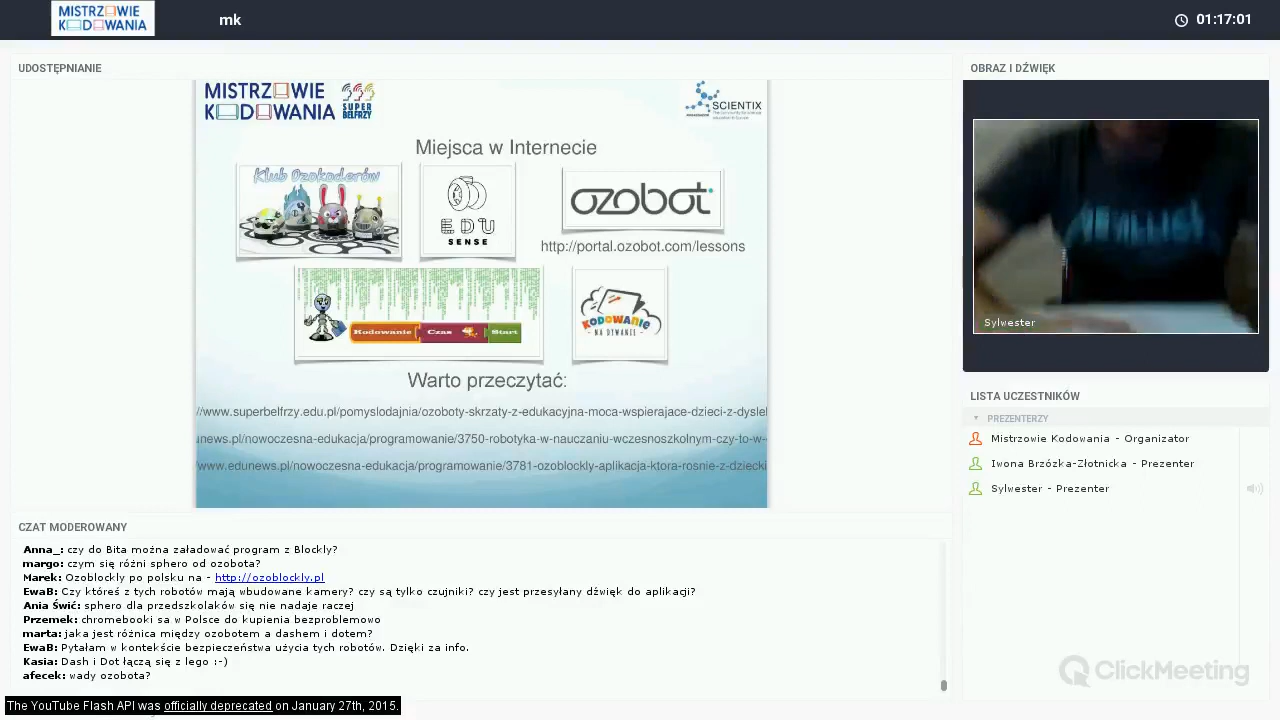 MISTRZOWIE
KODOWANIA
mk
01:17:01
UDOSTĘPNIANIE
OBRAZ I DŹWIĘK
MISTRZOWIE
KODOWANIA
SUPER
BELFRZY
SCIENTIX
Miejsca w Internecie
Klub Ozokoderów
EDU
SENSE
ozobot
http://portal.ozobot.com/lessons
Kodowanie Czas Start
KODOWANIE
NA DYWANIE
Warto przeczytać:
//www.superbelfrzy.edu.pl/pomyslodajnia/ozoboty-skrzaty-z-edukacyjna-moca-wspierajace-dzieci-z-dyslel
unews.pl/nowoczesna-edukacja/programowanie/3750-robotyka-w-nauczaniu-wczesnoszkolnym-czy-to-w-
/www.edunews.pl/nowoczesna-edukacja/programowanie/3781-ozoblockly-aplikacja-ktora-rosnie-z-dziecki
Sylwester
LISTA UCZESTNIKÓW
PREZENTERZY
Mistrzowie Kodowania - Organizator
Iwona Brzózka-Złotnicka - Prezenter
Sylwester - Prezenter
CZAT MODEROWANY
Anna_: czy do Bita można załadować program z Blockly?
margo: czym się różni sphero od ozobota?
Marek: Ozoblockly po polsku na - http://ozoblockly.pl
EwaB: Czy któreś z tych robotów mają wbudowane kamery? czy są tylko czujniki? czy jest przesyłany dźwięk do aplikacji?
Ania Świć: sphero dla przedszkolaków się nie nadaje raczej
Przemek: chromebooki sa w Polsce do kupienia bezproblemowo
marta: jaka jest różnica między ozobotem a dashem i dotem?
EwaB: Pytałam w kontekście bezpieczeństwa użycia tych robotów. Dzięki za info.
Kasia: Dash i Dot łączą się z lego :-)
afecek: wady ozobota?
ClickMeeting
The YouTube Flash API was officially deprecated on January 27th, 2015.